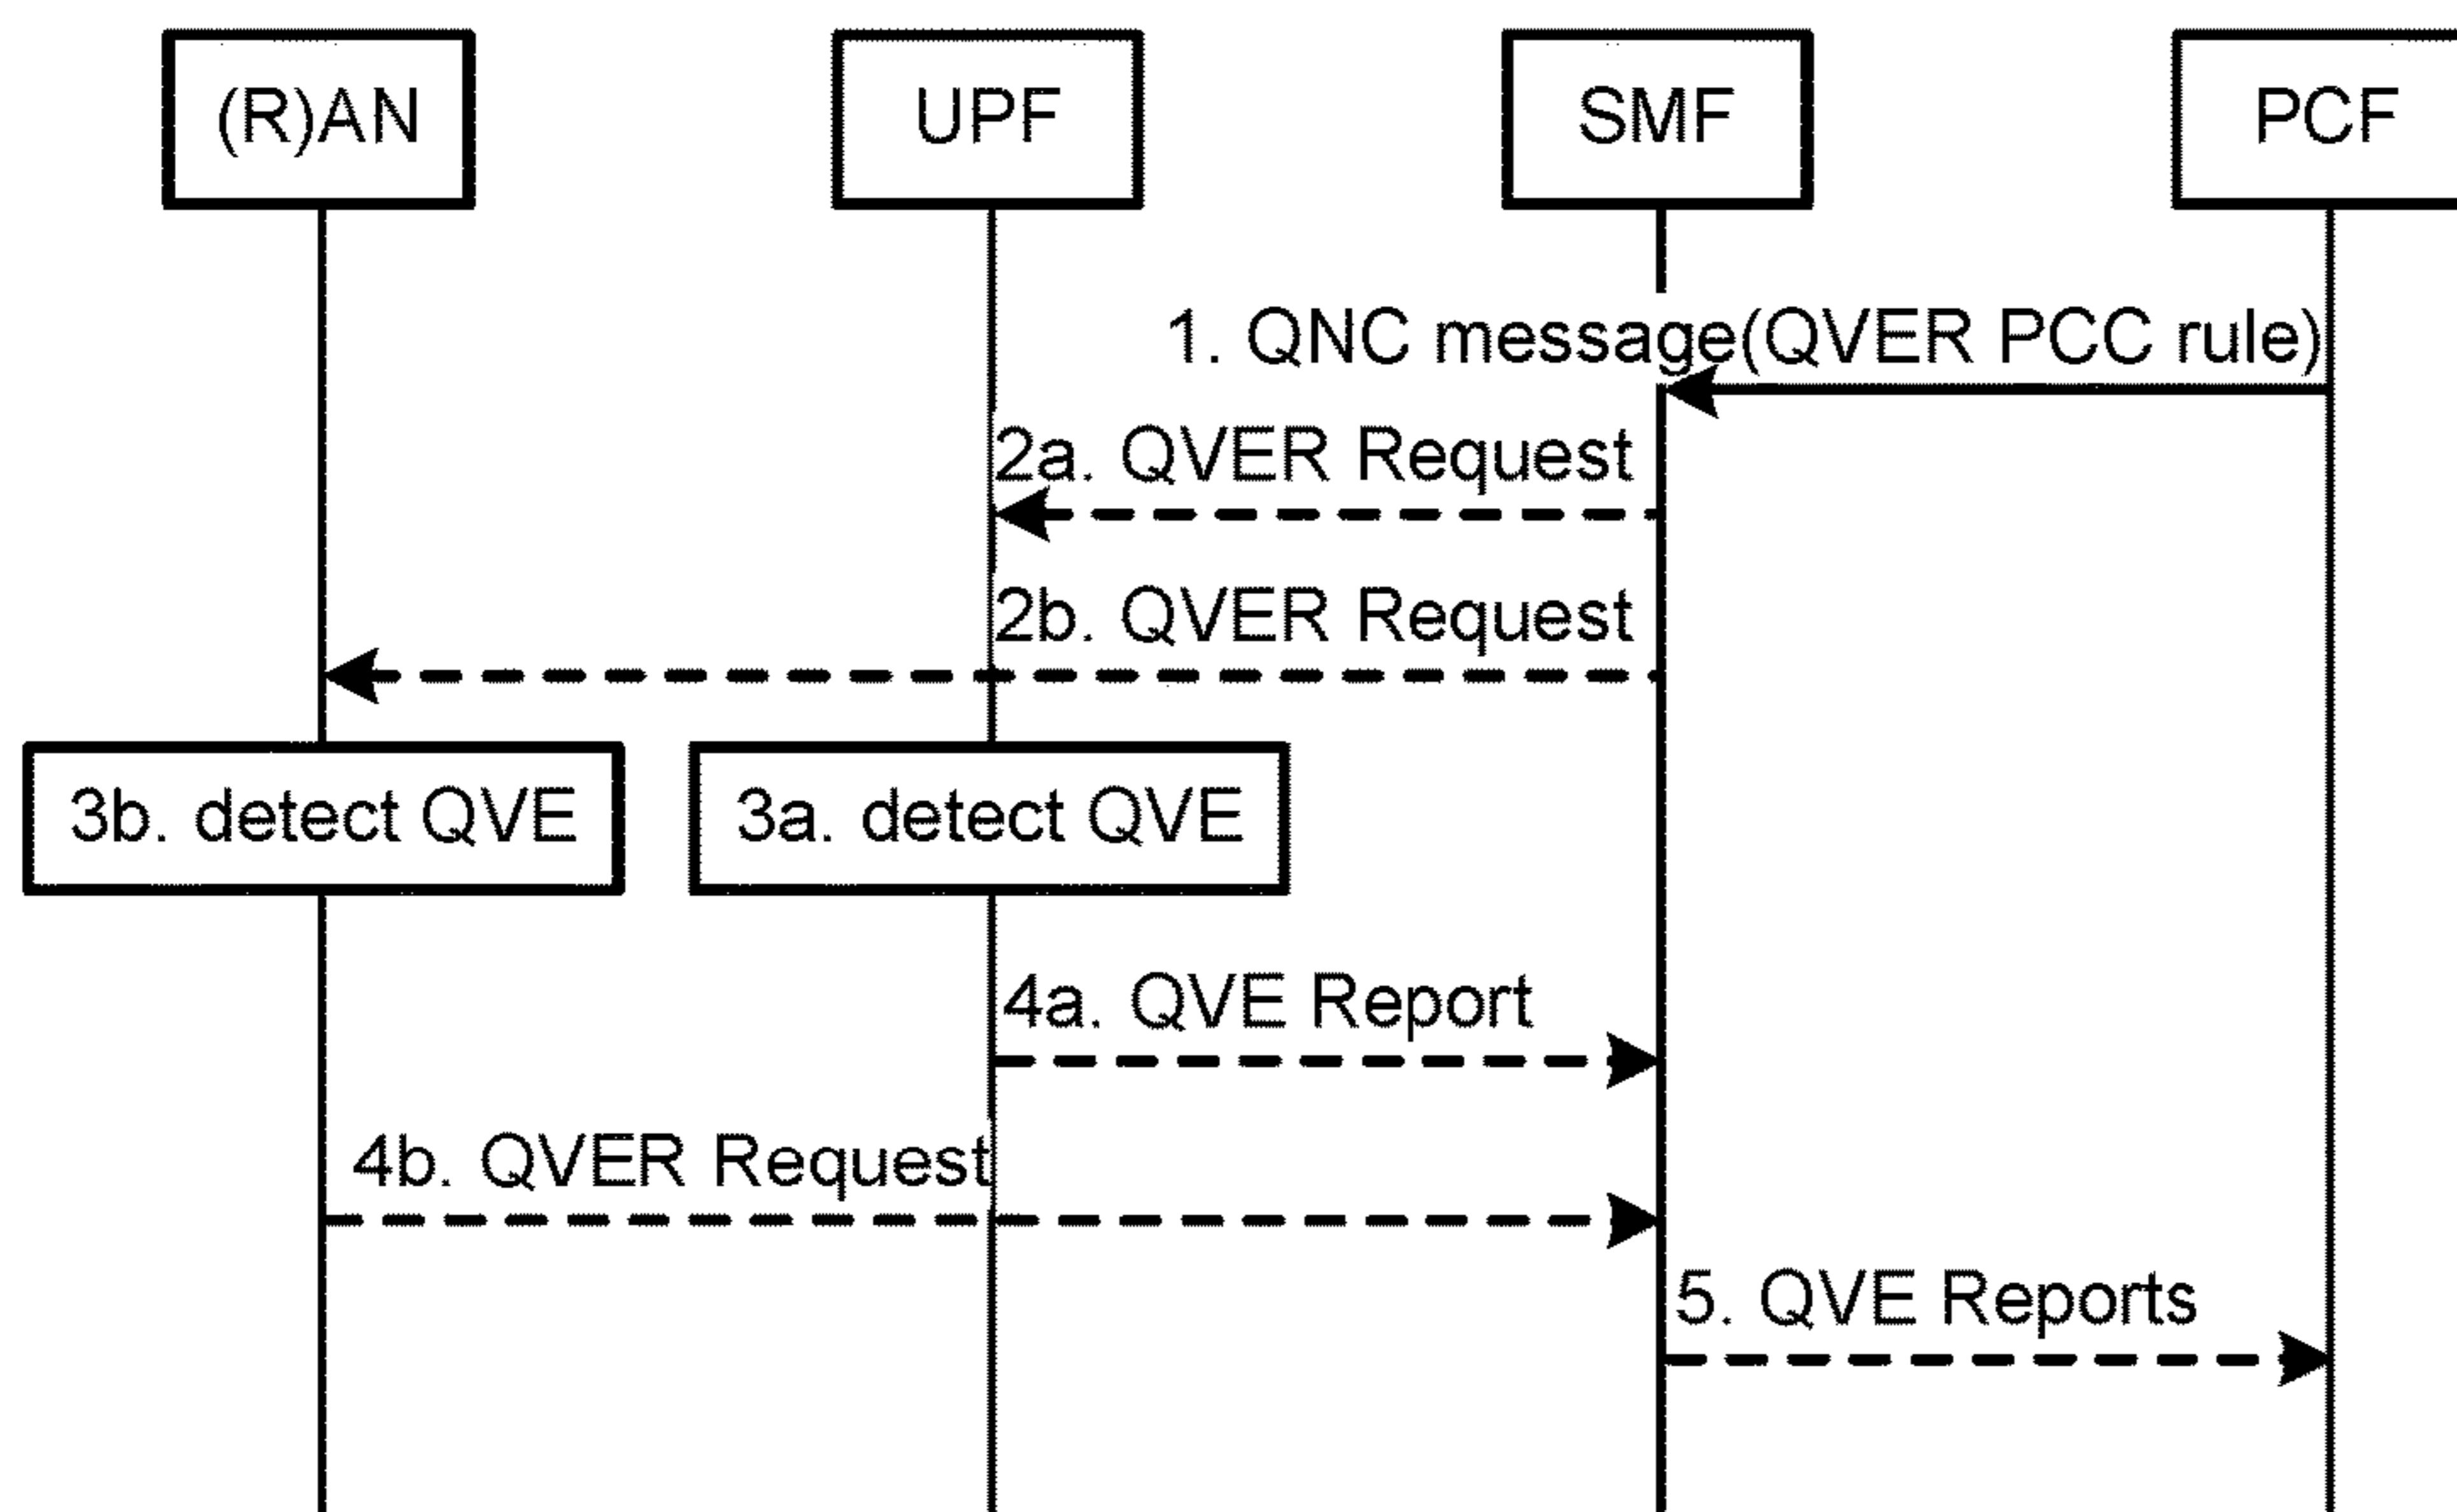 (R)AN
UPF
SMF
PCF
1. QNC message(QVER PCC rule)
2a. QVER Request
2b. QVER Request
3b. detect QVE
3a. detect QVE
4a. QVE Report
4b. QVER Request
5. QVE Reports